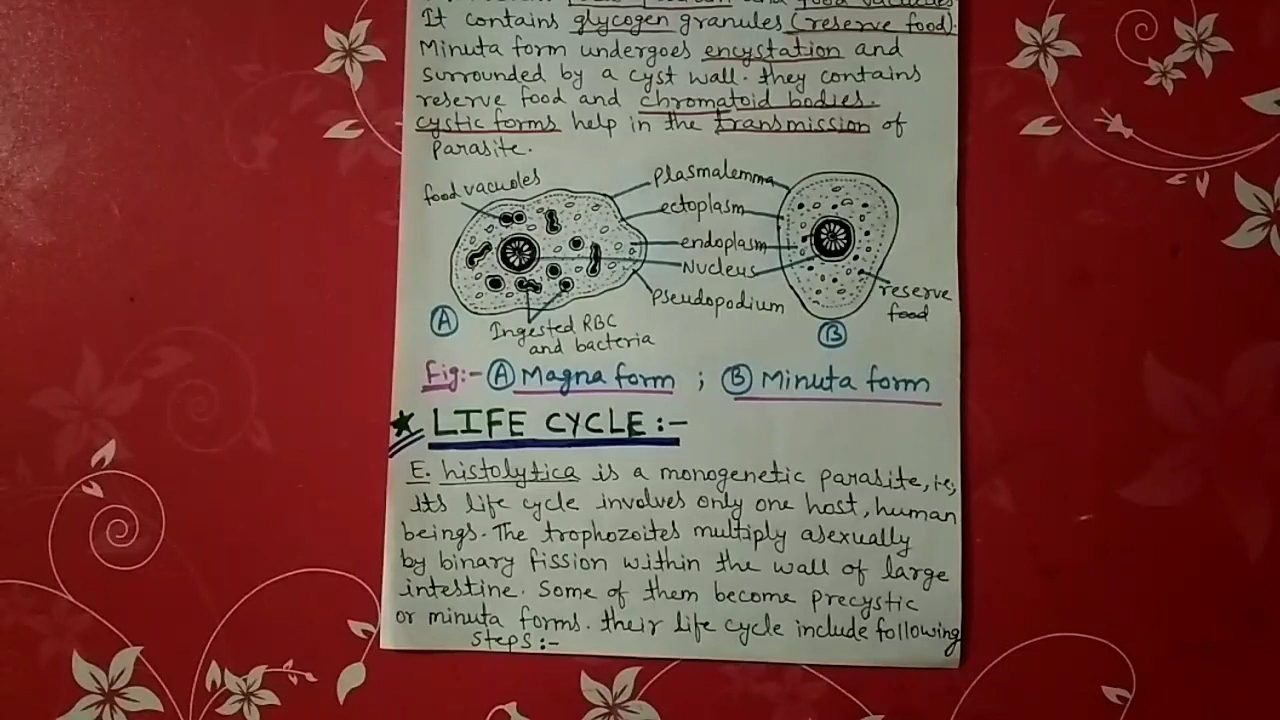 and food vacuoles
It contains glycogen granules (reserve food).
Minuta form undergoes encystation and
surrounded by a cyst wall. they contains
reserve food and chromatoid bodies.
cystic forms help in the transmission of
Parasite.
food vacuoles
Plasmalemma
ectoplasm
endoplasm
Nucleus
Pseudopodium
reserve
food
Ingested RBC
and bacteria
A
B
Fig:- A Magna form ; B Minuta form
★ LIFE CYCLE:-
E. histolytica is a monogenetic parasite, i.e;
Its life cycle involves only one host, human
beings. The trophozoites multiply asexually
by binary fission within the wall of large
intestine. Some of them become precystic
or minuta forms. their life cycle include following
steps:-